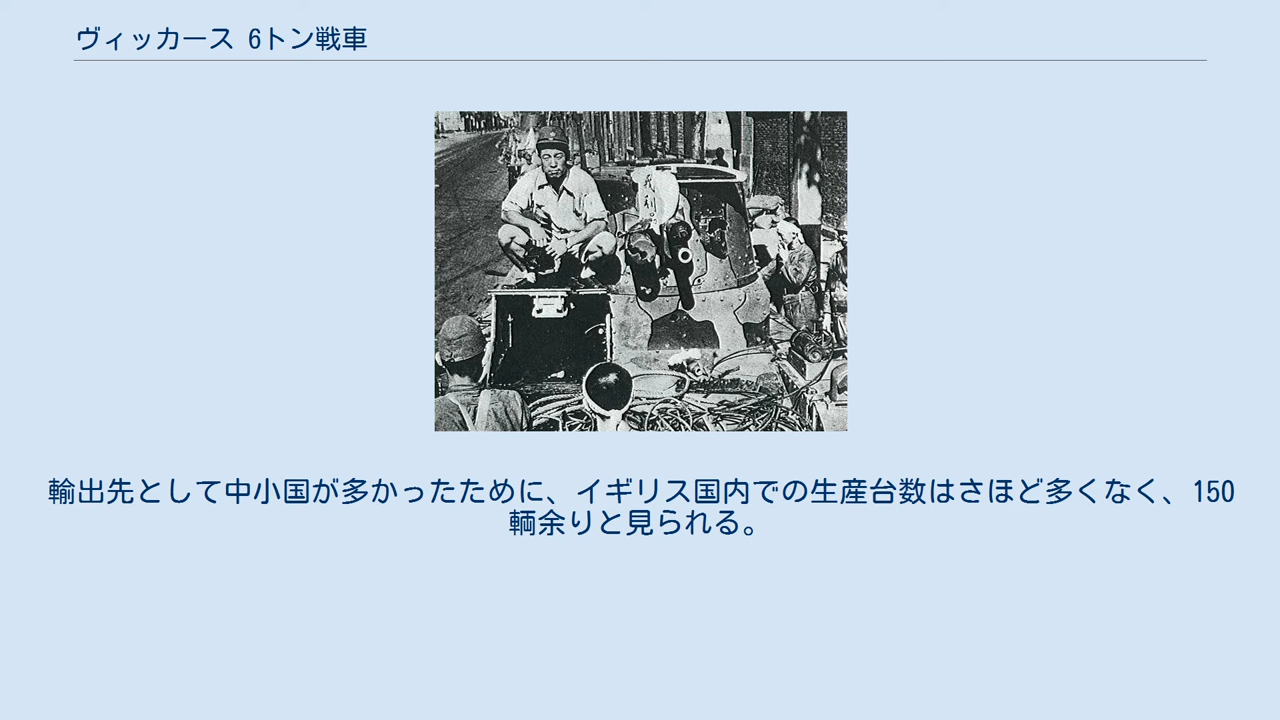 ヴィッカース 6トン戦車
輸出先として中小国が多かったために、イギリス国内での生産台数はさほど多くなく、150
輌余りと見られる。